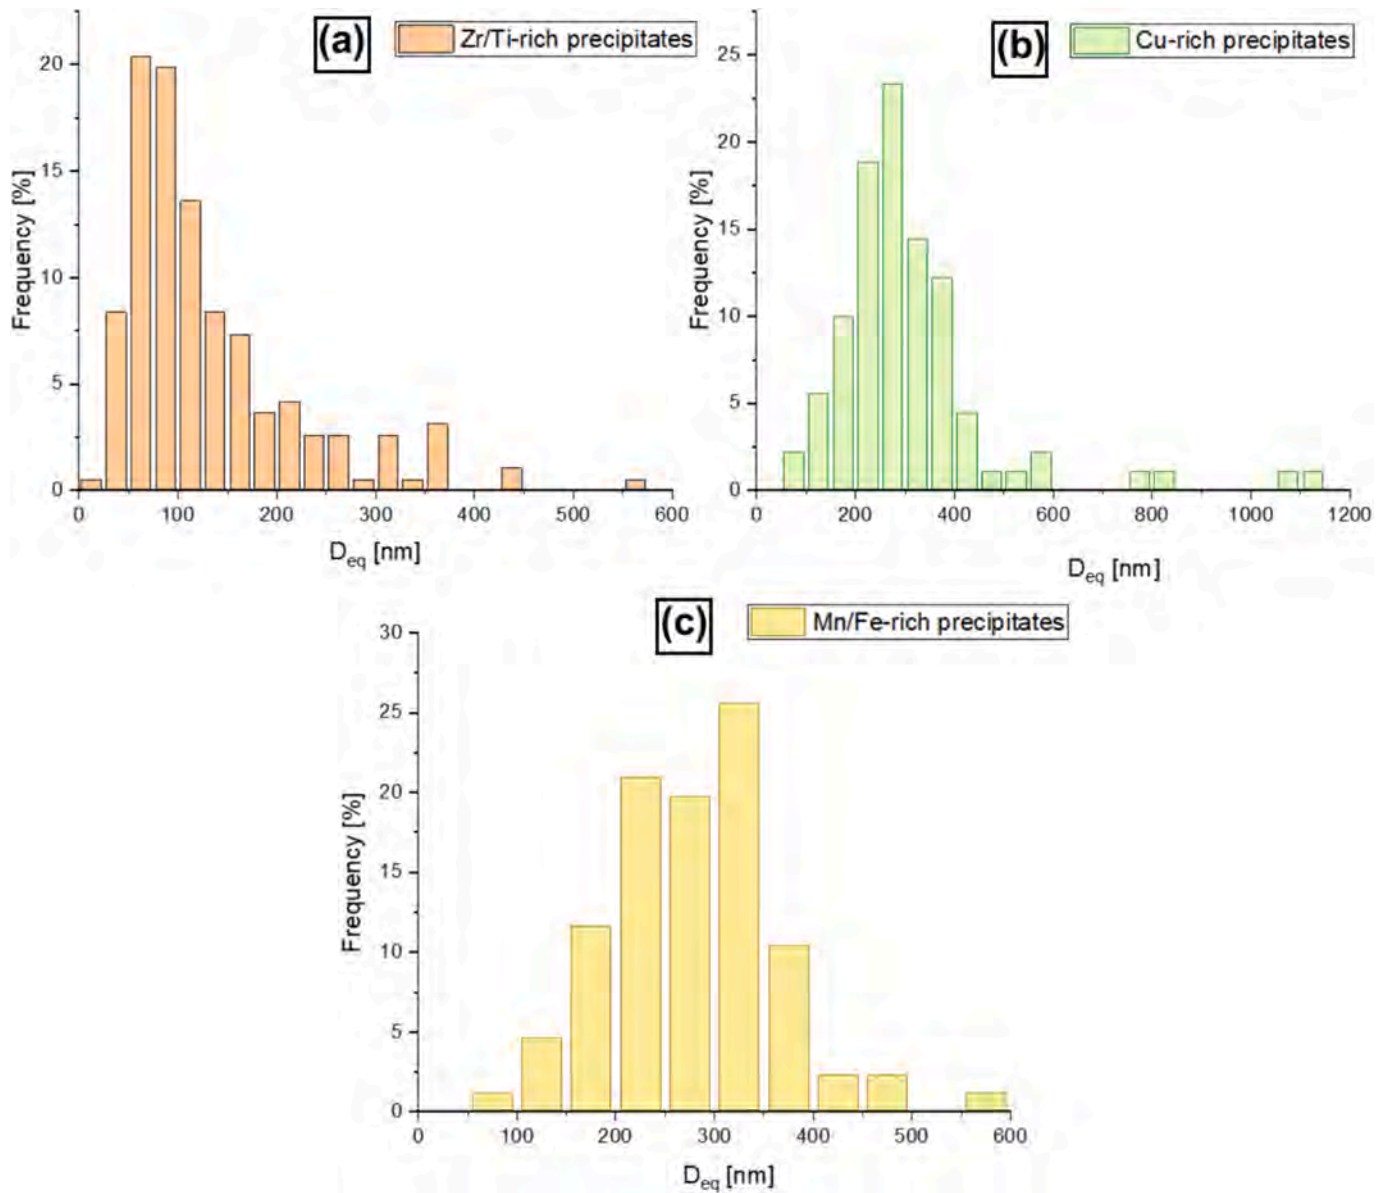 (a)
Zr/Ti-rich precipitates
Frequency [%]
20
15
10
5
0
0 100 200 300 400 500 600
D_eq [nm]
(b)
Cu-rich precipitates
Frequency [%]
25
20
15
10
5
0
0 200 400 600 800 1000 1200
D_eq [nm]
(c)
Mn/Fe-rich precipitates
Frequency [%]
30
25
20
15
10
5
0
0 100 200 300 400 500 600
D_eq [nm]